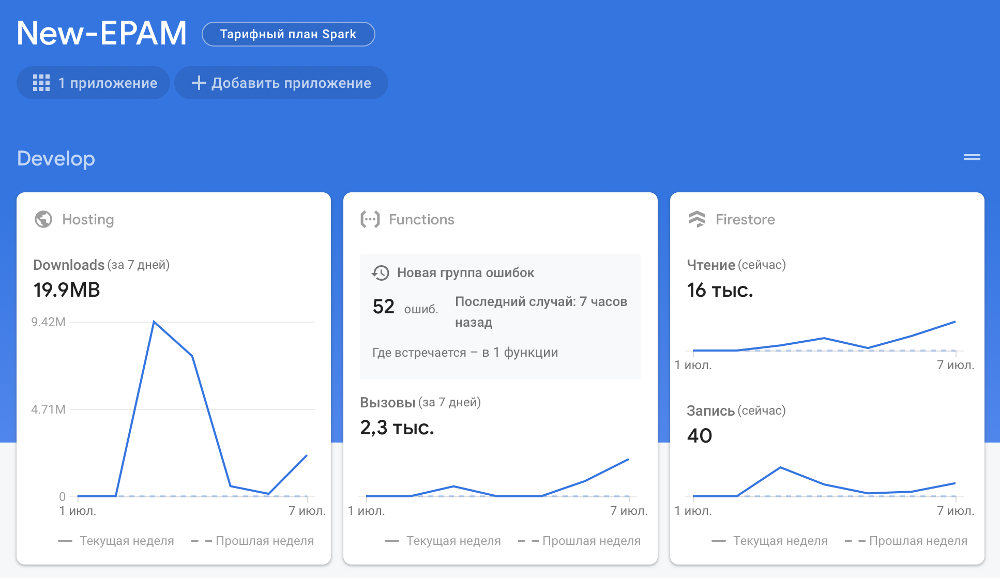 New-EPAM
Тарифный план Spark
1 приложение
Добавить приложение
Develop
Hosting
Downloads (за 7 дней)
19.9MB
9.42M
4.71M
0
1 июл.
7 июл.
Текущая неделя
Прошлая неделя
Functions
Новая группа ошибок
52 ошиб.
Последний случай: 7 часов
назад
Где встречается – в 1 функции
Вызовы (за 7 дней)
2,3 тыс.
1 июл.
7 июл.
Текущая неделя
Прошлая неделя
Firestore
Чтение (сейчас)
16 тыс.
1 июл.
7 июл.
Запись (сейчас)
40
1 июл.
7 июл.
Текущая неделя
Прошлая неделя